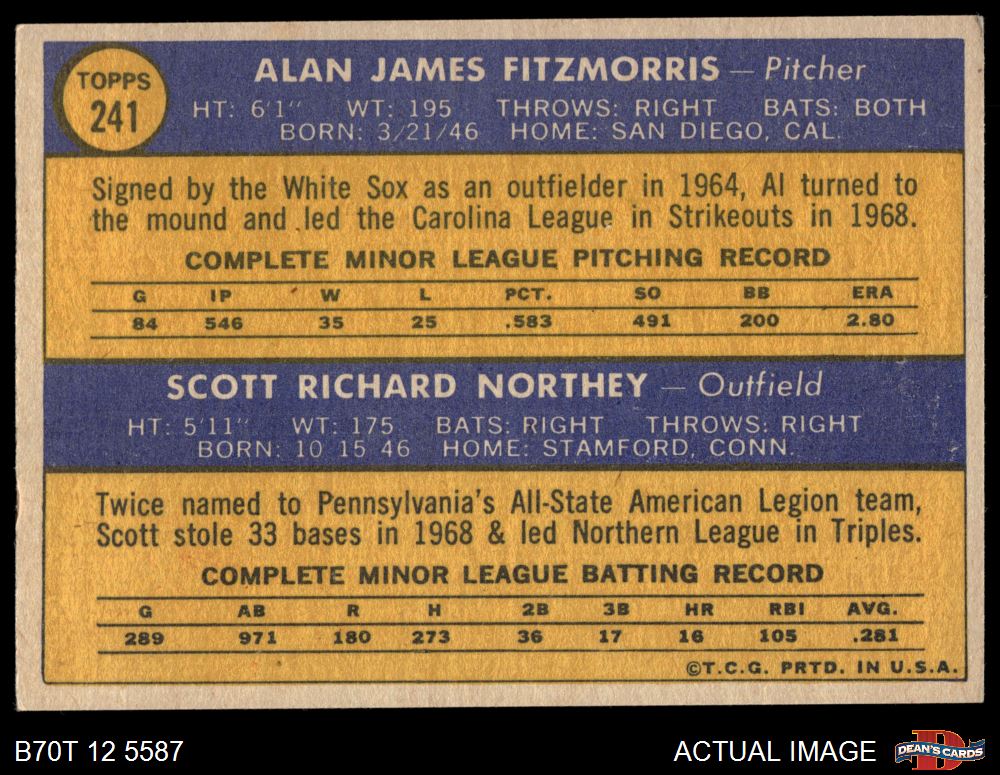 TOPPS
241
ALAN JAMES FITZMORRIS — Pitcher
HT: 6'1" WT: 195 THROWS: RIGHT BATS: BOTH
BORN: 3/21/46 HOME: SAN DIEGO, CAL.
Signed by the White Sox as an outfielder in 1964, Al turned to
the mound and led the Carolina League in Strikeouts in 1968.
COMPLETE MINOR LEAGUE PITCHING RECORD
G IP W L PCT. SO BB ERA
84 546 35 25 .583 491 200 2.80
SCOTT RICHARD NORTHEY — Outfield
HT: 5'11" WT: 175 BATS: RIGHT THROWS: RIGHT
BORN: 10 15 46 HOME: STAMFORD, CONN.
Twice named to Pennsylvania's All-State American Legion team,
Scott stole 33 bases in 1968 & led Northern League in Triples.
COMPLETE MINOR LEAGUE BATTING RECORD
G AB R H 2B 3B HR RBI AVG.
289 971 180 273 36 17 16 105 .281
©T.C.G. PRTD. IN U.S.A.
B70T 12 5587
ACTUAL IMAGE
D
DEAN'S CARDS